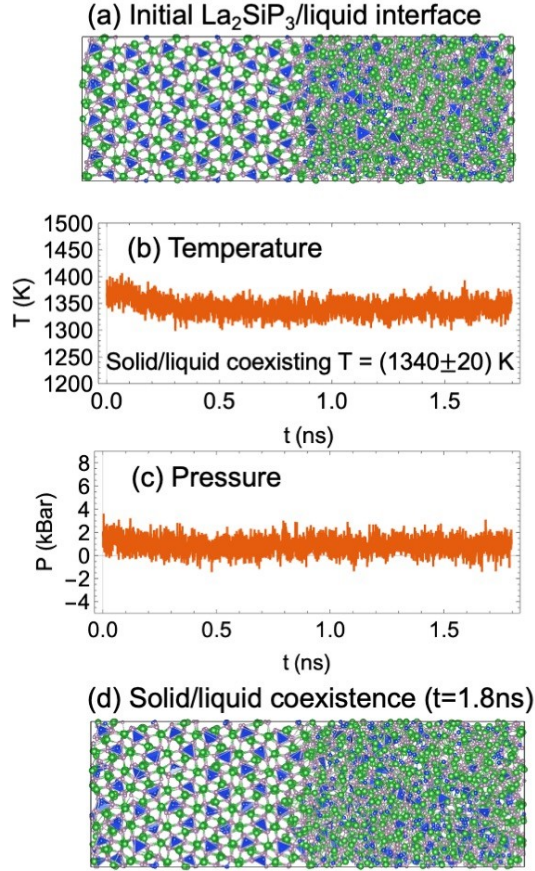 (a) Initial La₂SiP₃/liquid interface
1500
1450
1400
1350
1300
1250
1200
T (K)
(b) Temperature
Solid/liquid coexisting T = (1340±20) K
0.0 0.5 1.0 1.5
t (ns)
8
6
4
2
0
−2
−4
P (kBar)
(c) Pressure
0.0 0.5 1.0 1.5
t (ns)
(d) Solid/liquid coexistence (t=1.8ns)